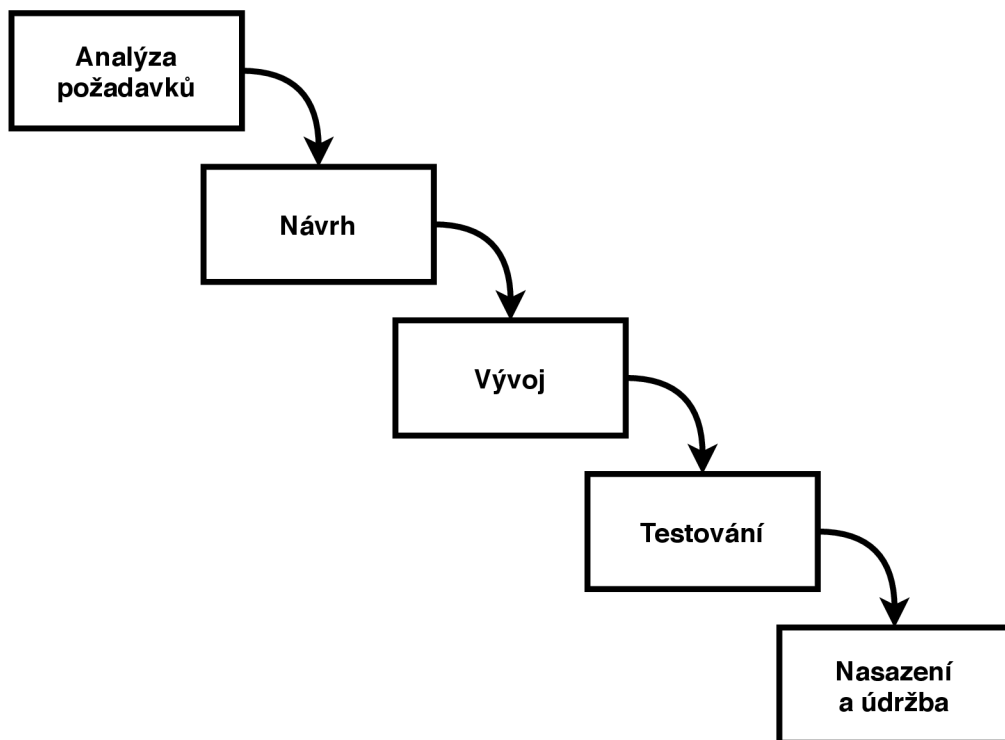 Analýza
požadavků
Návrh
Vývoj
Testování
Nasazení
a údržba